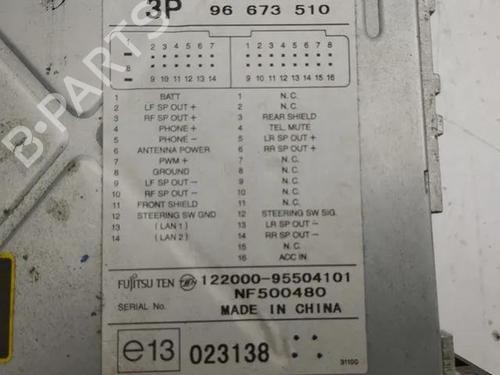 3P 96 673 510
2 3 4 5 6 7 1 2 3 4 5 6 7 8
8
9 10 11 12 13 14 9 10 11 12 13 14 15 16
1 BATT
2 LF SP OUT +
3 RF SP OUT +
4 PHONE +
5 PHONE −
6 ANTENNA POWER
7 PWM +
8 GROUND
9 LF SP OUT −
10 RF SP OUT −
11 FRONT SHIELD
12 STEERING SW GND
13 ( LAN 1 )
14 ( LAN 2 )
1 N. C.
2 N. C.
3 REAR SHIELD
4 TEL. MUTE
5 LR SP OUT +
6 RR SP OUT +
7 N. C.
8 N. C.
9 N. C.
10 N. C.
11 N. C.
12 STEERING SW SIG.
13 LR SP OUT −
14 RR SP OUT −
15 N. C.
16 ACC IN
FUJITSU TEN 122000-95504101
NF500480
SERIAL No. MADE IN CHINA
e13 023138
3110G
B-PARTS